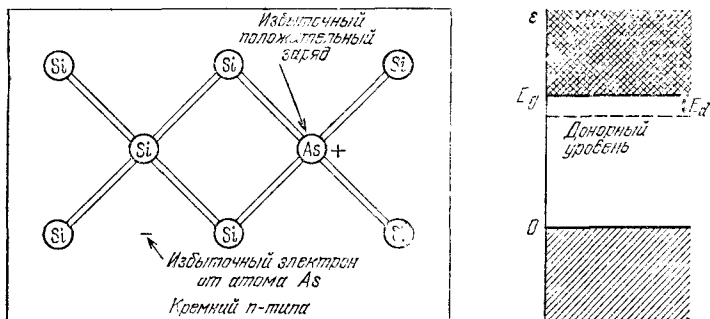 Избыточный
положительный
заряд
Si
Si
Si
Si
As +
Si
Si
Si
−
Избыточный электрон
от атома As
Кремний n-типа
ε
E_g
E_d
Донорный
уровень
0